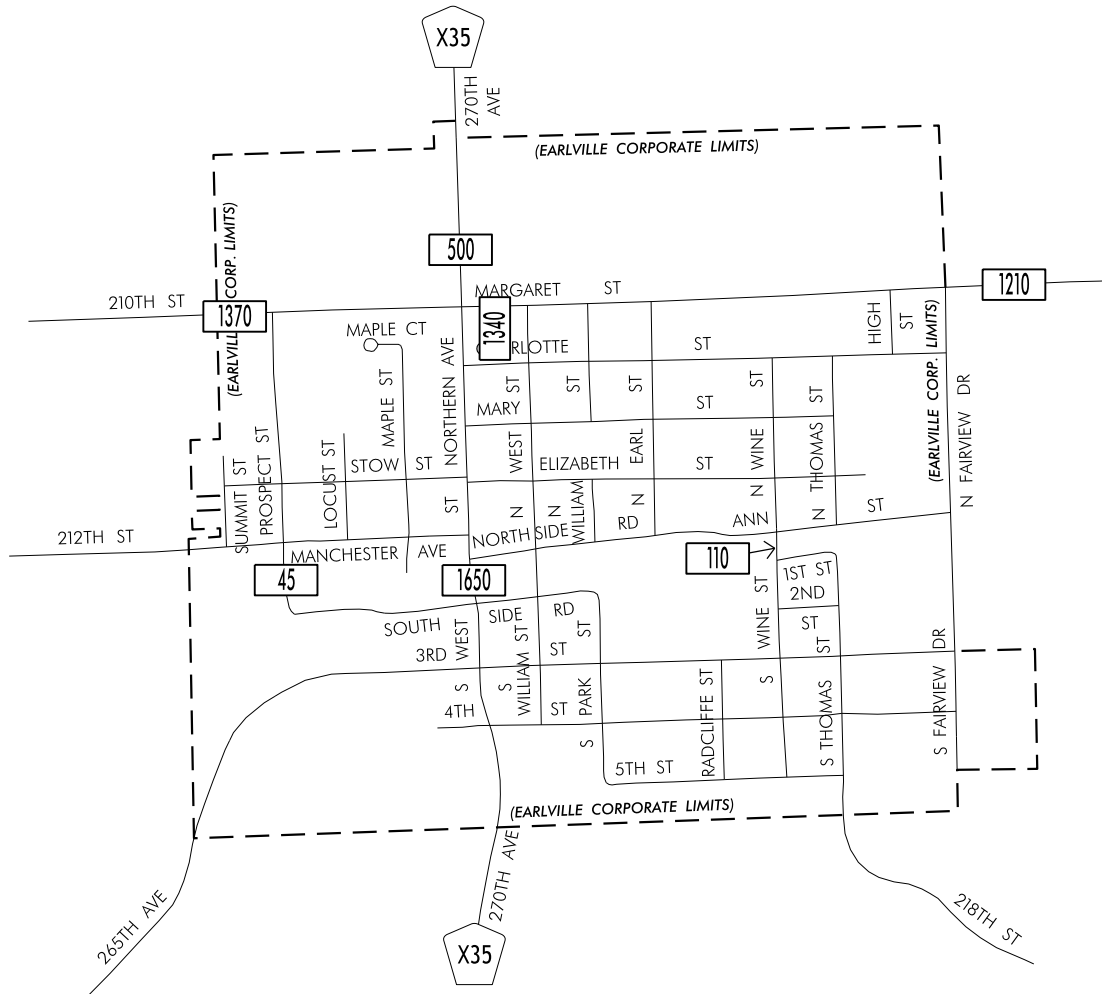 X35
270TH
AVE
(EARLVILLE CORPORATE LIMITS)
(EARLVILLE CORP. LIMITS)
500
MARGARET ST
210TH ST
1370
1340
1210
MAPLE CT
HIGH ST
RLOTTE ST
(EARLVILLE CORP. LIMITS)
NORTHERN AVE
MAPLE ST
MARY ST
N WEST ST
N WILLIAM ST
N EARL ST
N WINE ST
N THOMAS ST
N FAIRVIEW DR
SUMMIT ST
PROSPECT ST
LOCUST ST
STOW ST
ELIZABETH ST
ST
212TH ST
MANCHESTER AVE
NORTH SIDE RD
ANN ST
45
1650
110
1ST ST
2ND ST
SOUTH SIDE RD
3RD ST
S WEST
S WILLIAM ST
S PARK ST
RADCLIFFE ST
S WINE ST
S THOMAS ST
S FAIRVIEW DR
4TH ST
5TH ST
(EARLVILLE CORPORATE LIMITS)
270TH AVE
265TH AVE
218TH ST
X35